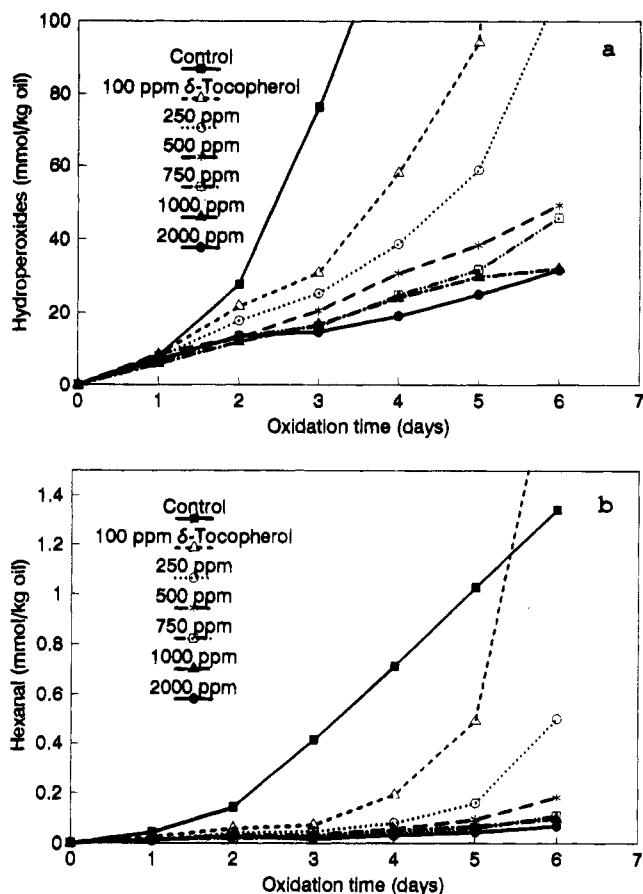 a
100
80
60
40
20
0
Hydroperoxides (mmol/kg oil)
Control
100 ppm δ-Tocopherol
250 ppm
500 ppm
750 ppm
1000 ppm
2000 ppm
0 1 2 3 4 5 6 7
Oxidation time (days)
b
1.4
1.2
1
0.8
0.6
0.4
0.2
0
Hexanal (mmol/kg oil)
Control
100 ppm δ-Tocopherol
250 ppm
500 ppm
750 ppm
1000 ppm
2000 ppm
0 1 2 3 4 5 6 7
Oxidation time (days)